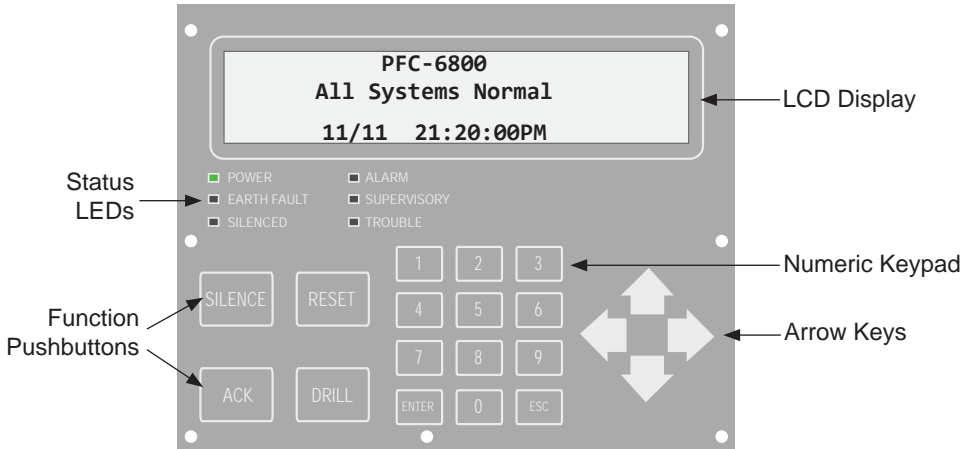 PFC-6800
All Systems Normal
11/11 21:20:00PM
LCD Display
Status
LEDs
POWER
ALARM
EARTH FAULT
SUPERVISORY
SILENCED
TROUBLE
1 2 3
Numeric Keypad
SILENCE RESET
4 5 6
Function
Pushbuttons
Arrow Keys
7 8 9
ACK DRILL
ENTER 0 ESC